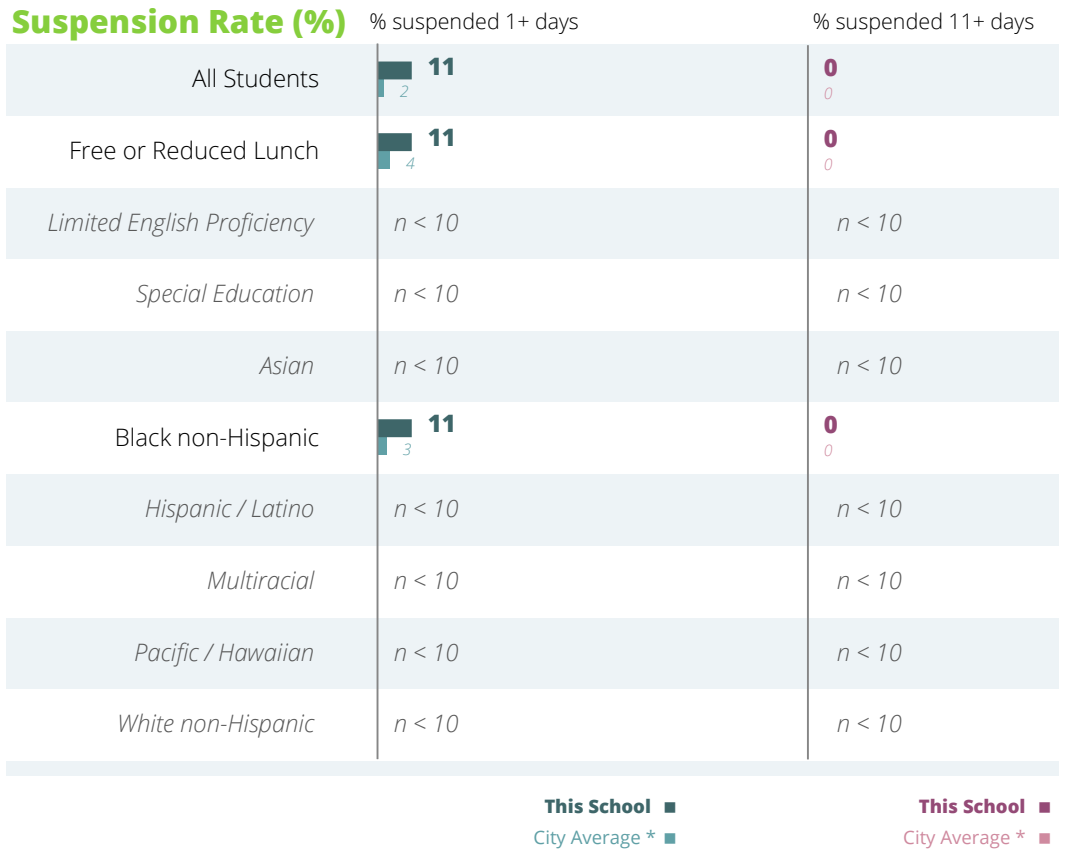 Suspension Rate (%) % suspended 1+ days % suspended 11+ days
All Students 11 0
2 0
Free or Reduced Lunch 11 0
4 0
Limited English Proficiency n < 10 n < 10
Special Education n < 10 n < 10
Asian n < 10 n < 10
Black non-Hispanic 11 0
3 0
Hispanic / Latino n < 10 n < 10
Multiracial n < 10 n < 10
Pacific / Hawaiian n < 10 n < 10
White non-Hispanic n < 10 n < 10
This School This School
City Average * City Average *